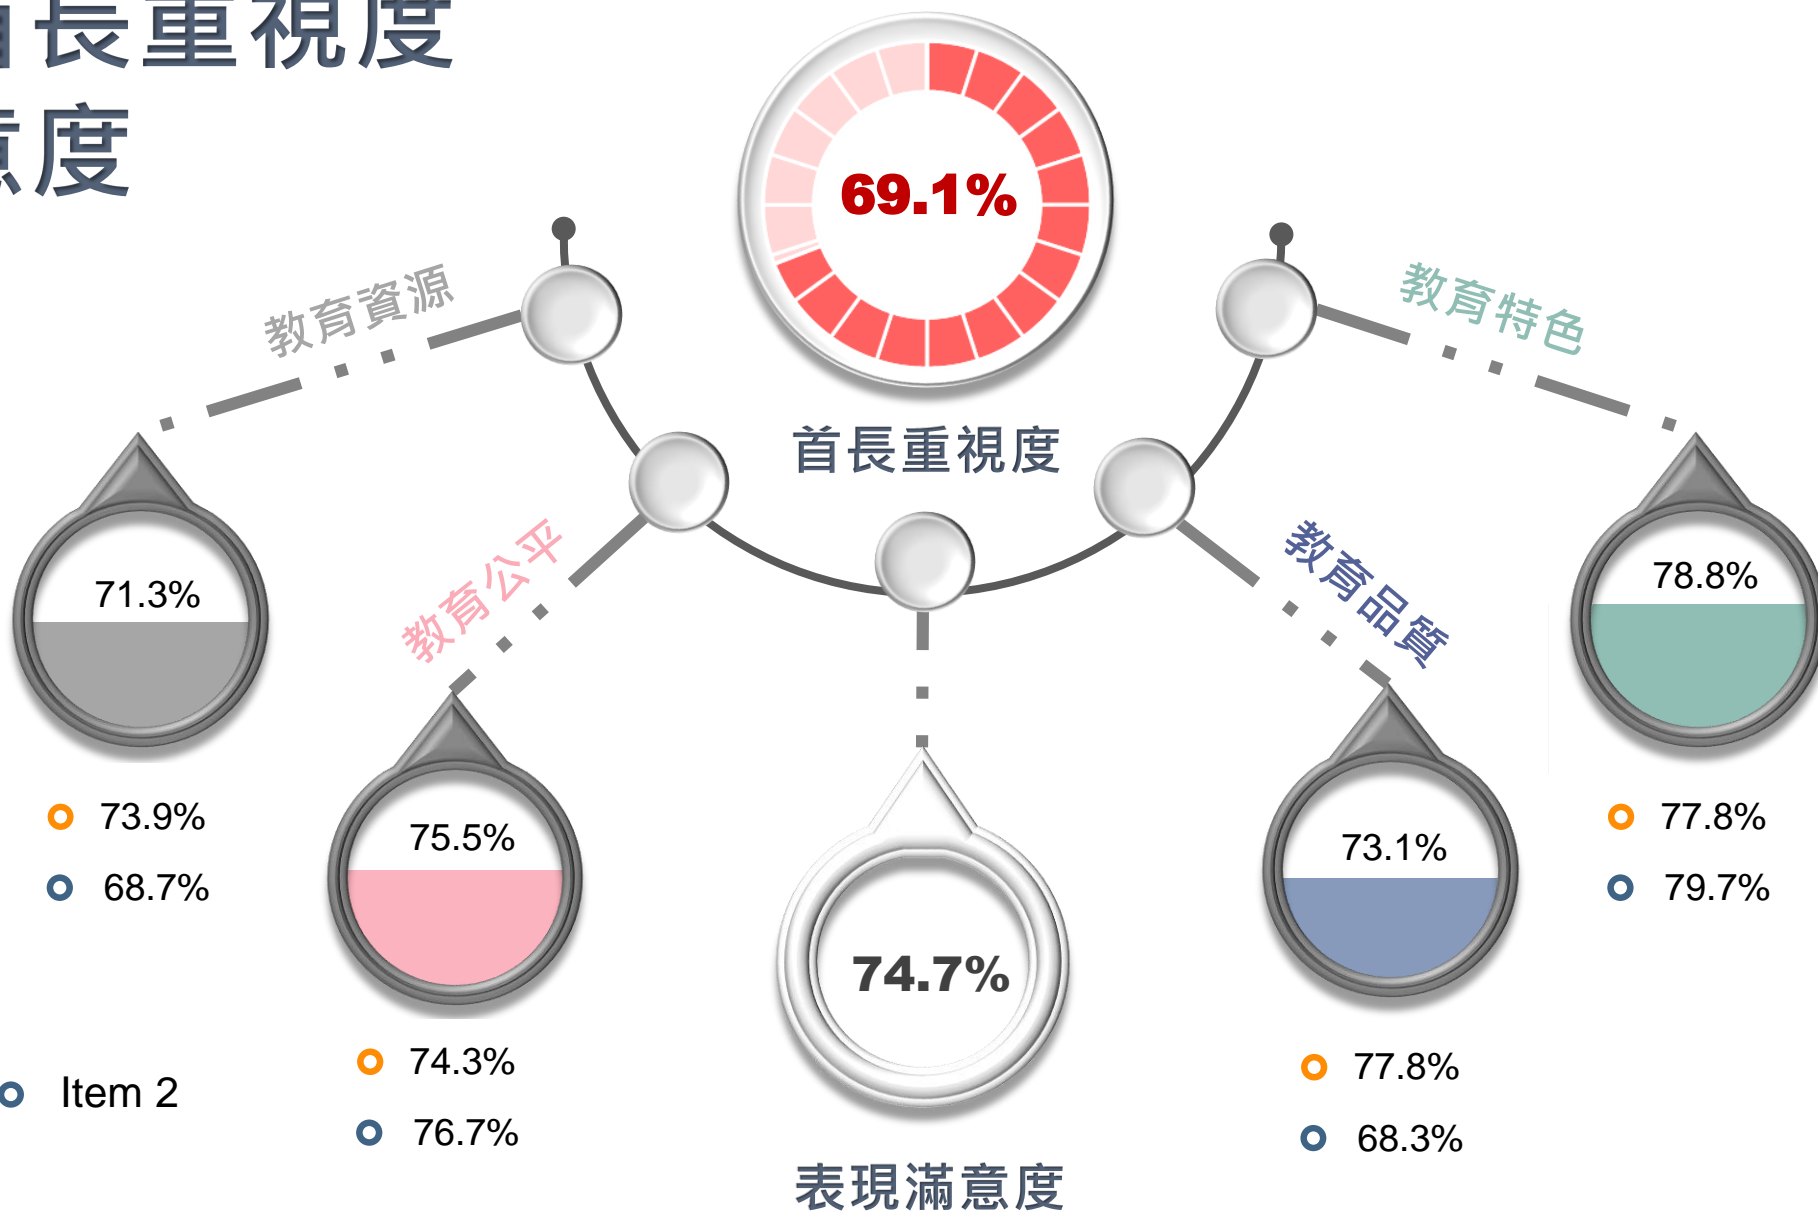 首長重視度
意度
69.1%
首長重視度
教育資源
教育特色
教育公平
教育品質
71.3%
73.9%
68.7%
75.5%
74.3%
76.7%
74.7%
表現滿意度
73.1%
77.8%
68.3%
78.8%
77.8%
79.7%
Item 2